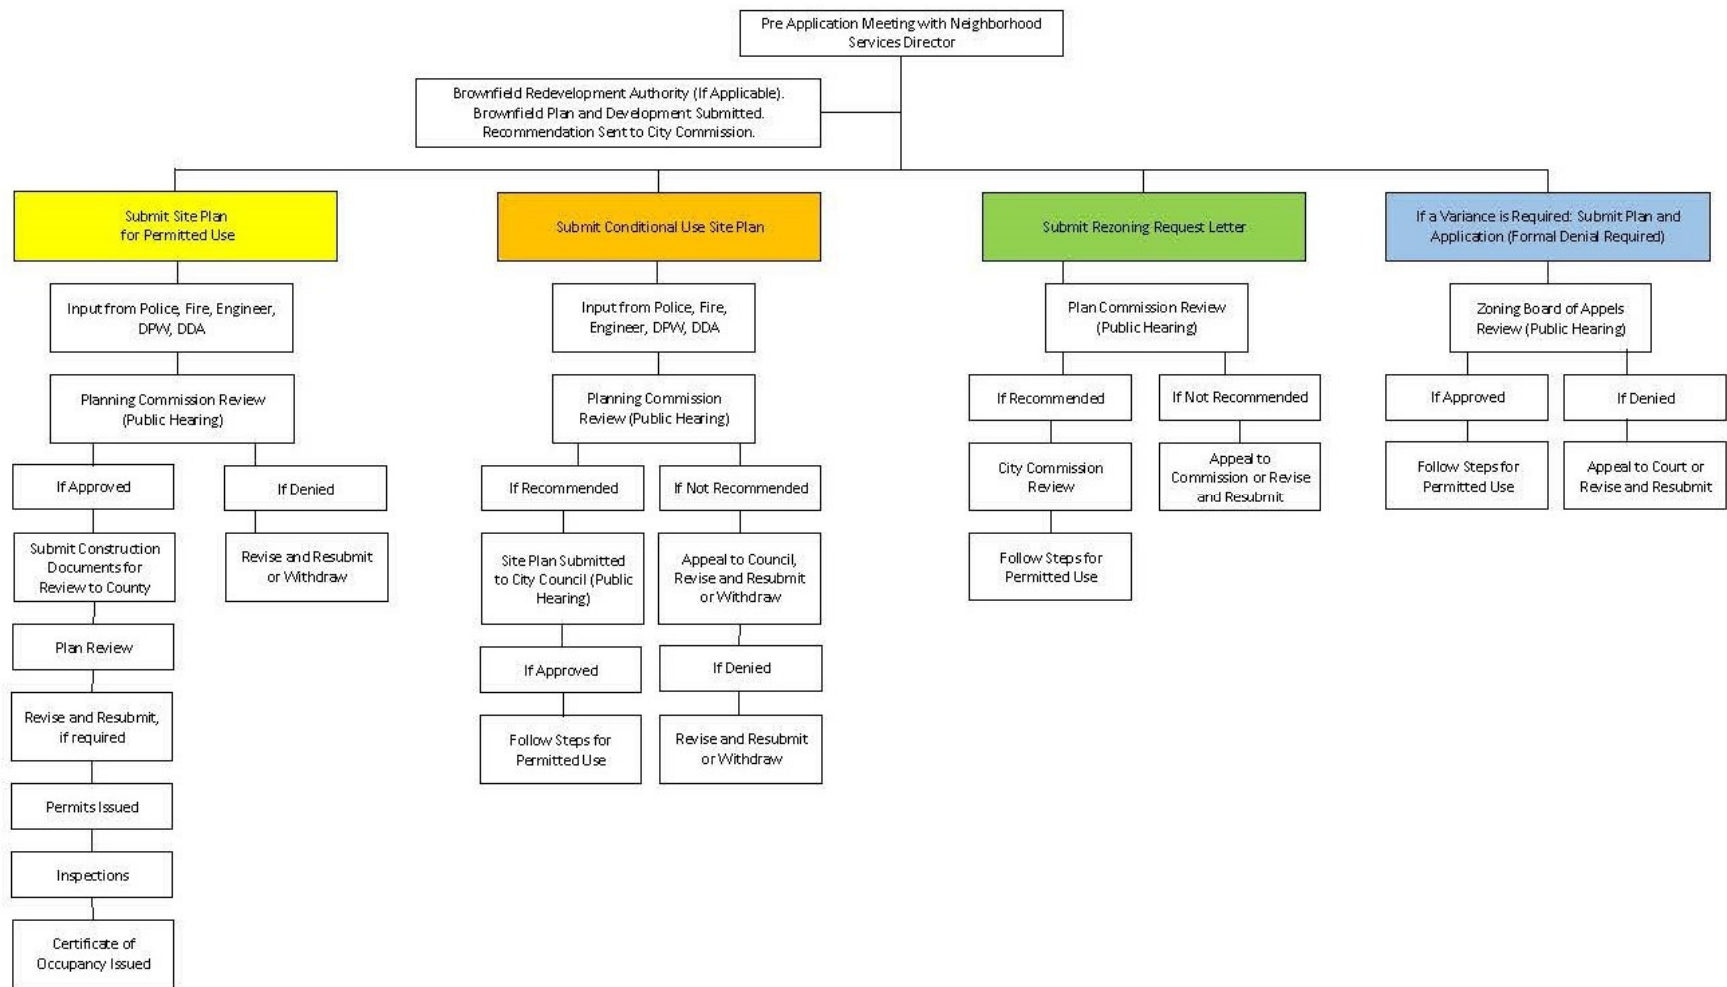 Pre Application Meeting with Neighborhood
Services Director
Brownfield Redevelopment Authority (If Applicable).
Brownfield Plan and Development Submitted.
Recommendation Sent to City Commission.
Submit Site Plan
for Permitted Use
Input from Police, Fire, Engineer,
DPW, DDA
Planning Commission Review
(Public Hearing)
If Approved
Submit Construction
Documents for
Review to County
Plan Review
Revise and Resubmit,
if required
Permits Issued
Inspections
Certificate of
Occupancy Issued
If Denied
Revise and Resubmit
or Withdraw
Submit Conditional Use Site Plan
Input from Police, Fire,
Engineer, DPW, DDA
Planning Commission
Review (Public Hearing)
If Recommended
Site Plan Submitted
to City Council (Public
Hearing)
If Approved
Follow Steps for
Permitted Use
If Not Recommended
Appeal to Council,
Revise and Resubmit
or Withdraw
If Denied
Revise and Resubmit
or Withdraw
Submit Rezoning Request Letter
Plan Commission Review
(Public Hearing)
If Recommended
City Commission
Review
Follow Steps for
Permitted Use
If Not Recommended
Appeal to
Commission or Revise
and Resubmit
If a Variance is Required: Submit Plan and
Application (Formal Denial Required)
Zoning Board of Appels
Review (Public Hearing)
If Approved
Follow Steps for
Permitted Use
If Denied
Appeal to Court or
Revise and Resubmit